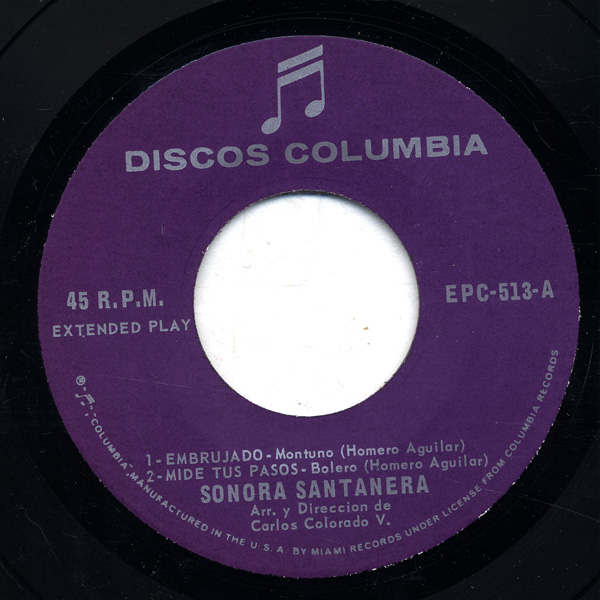 DISCOS COLUMBIA
45 R.P.M.
EXTENDED PLAY
EPC-513-A
1-EMBRUJADO-Montuno (Homero Aguilar)
2-MIDE TUS PASOS-Bolero (Homero Aguilar)
SONORA SANTANERA
Arr. y Direccion de
Carlos Colorado V.
®-♫-"COLUMBIA". MANUFACTURED IN THE U.S.A. BY MIAMI RECORDS UNDER LICENSE FROM COLUMBIA RECORDS